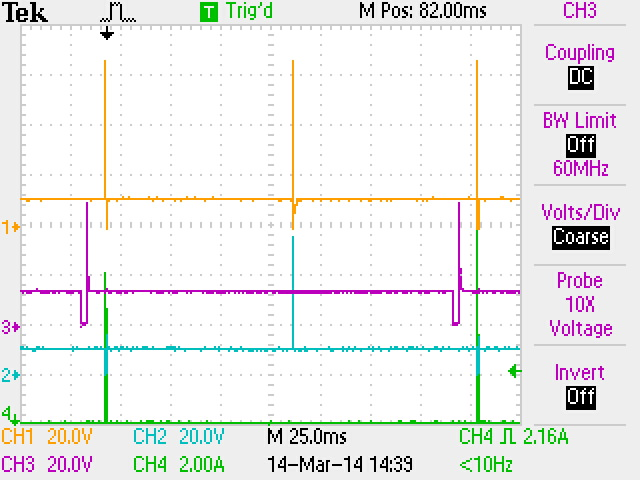 Tek T Trig'd M Pos: 82.00ms CH3
Coupling
DC
BW Limit
Off
60MHz
Volts/Div
Coarse
Probe
10X
Voltage
Invert
Off
1
3
2
4
CH1 20.0V CH2 20.0V M 25.0ms CH4 2.16A
CH3 20.0V CH4 2.00A 14-Mar-14 14:39 <10Hz